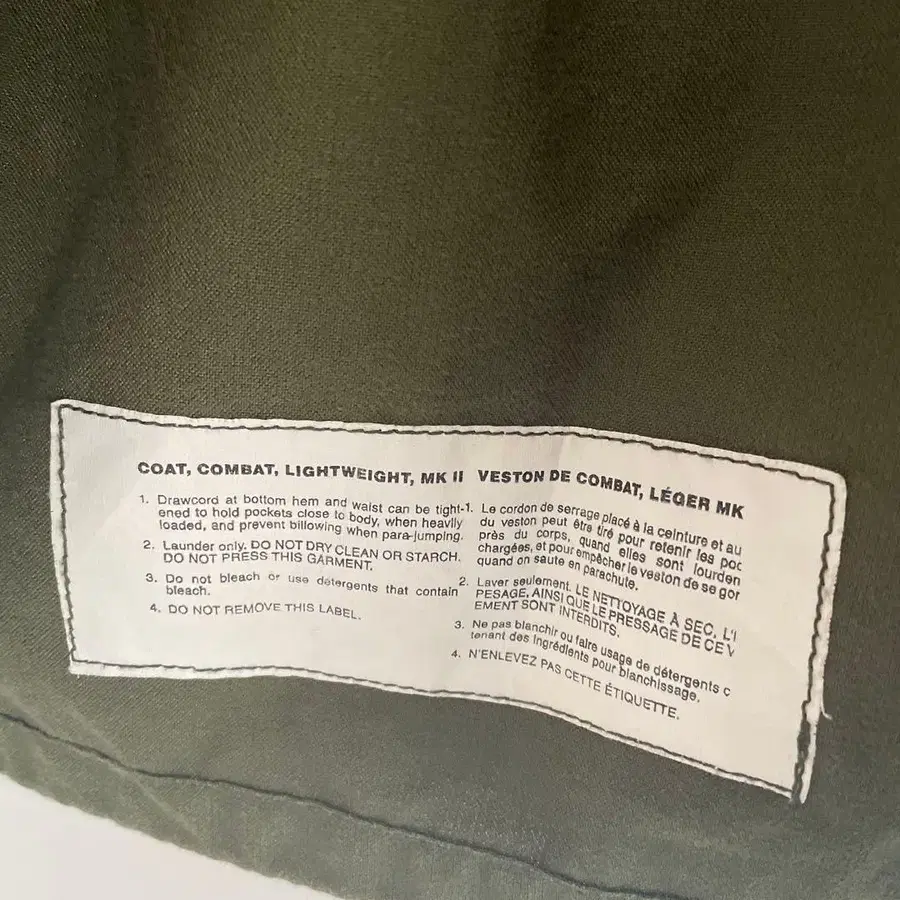 COAT, COMBAT, LIGHTWEIGHT, MK II
1. Drawcord at bottom hem and waist can be tight-
ened to hold pockets close to body, when heavily
loaded, and prevent billowing when para-jumping.
2. Launder only. DO NOT DRY CLEAN OR STARCH.
DO NOT PRESS THIS GARMENT.
3. Do not bleach or use detergents that contain
bleach.
4. DO NOT REMOVE THIS LABEL.
VESTON DE COMBAT, LÉGER MK
1. Le cordon de serrage placé à la ceinture et au
du veston peut être tiré pour retenir les poc
près du corps, quand elles sont lourden
chargées, et pour empêcher le veston de se gor
quand on saute en parachute.
2. Laver seulement. LE NETTOYAGE À SEC, L'I
PESAGE, AINSI QUE LE PRESSAGE DE CE V
EMENT SONT INTERDITS.
3. Ne pas blanchir ou faire usage de détergents c
tenant des ingrédients pour blanchissage.
4. N'ENLEVEZ PAS CETTE ÉTIQUETTE.